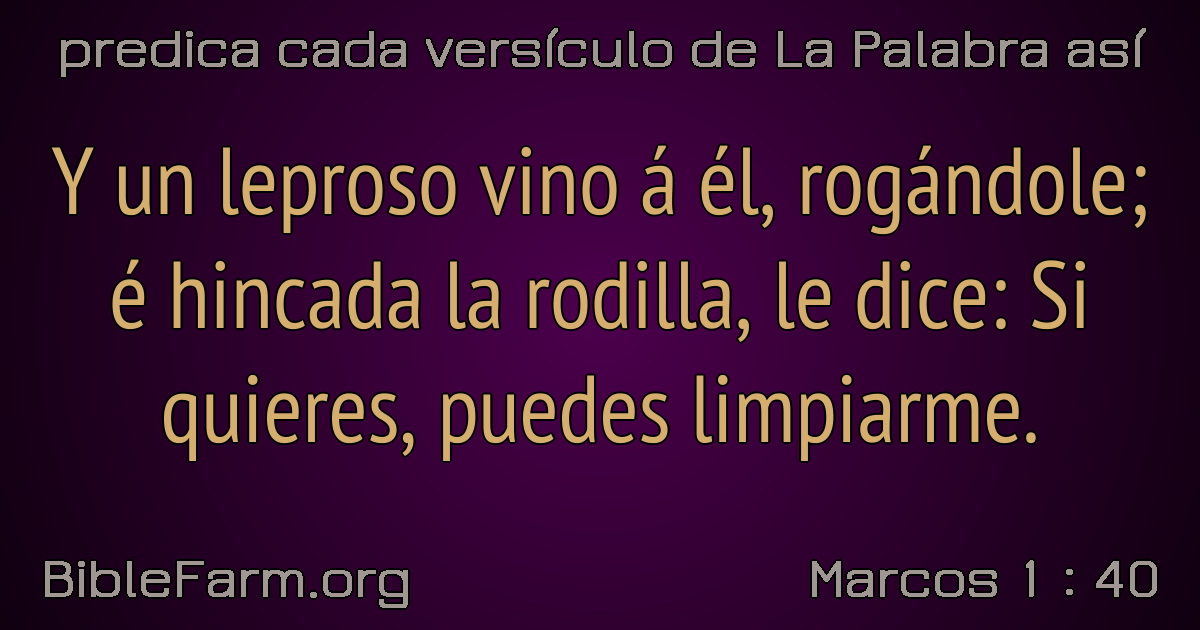 predica cada versículo de La Palabra así
Y un leproso vino á él, rogándole;
é hincada la rodilla, le dice: Si
quieres, puedes limpiarme.
BibleFarm.org
Marcos 1 : 40